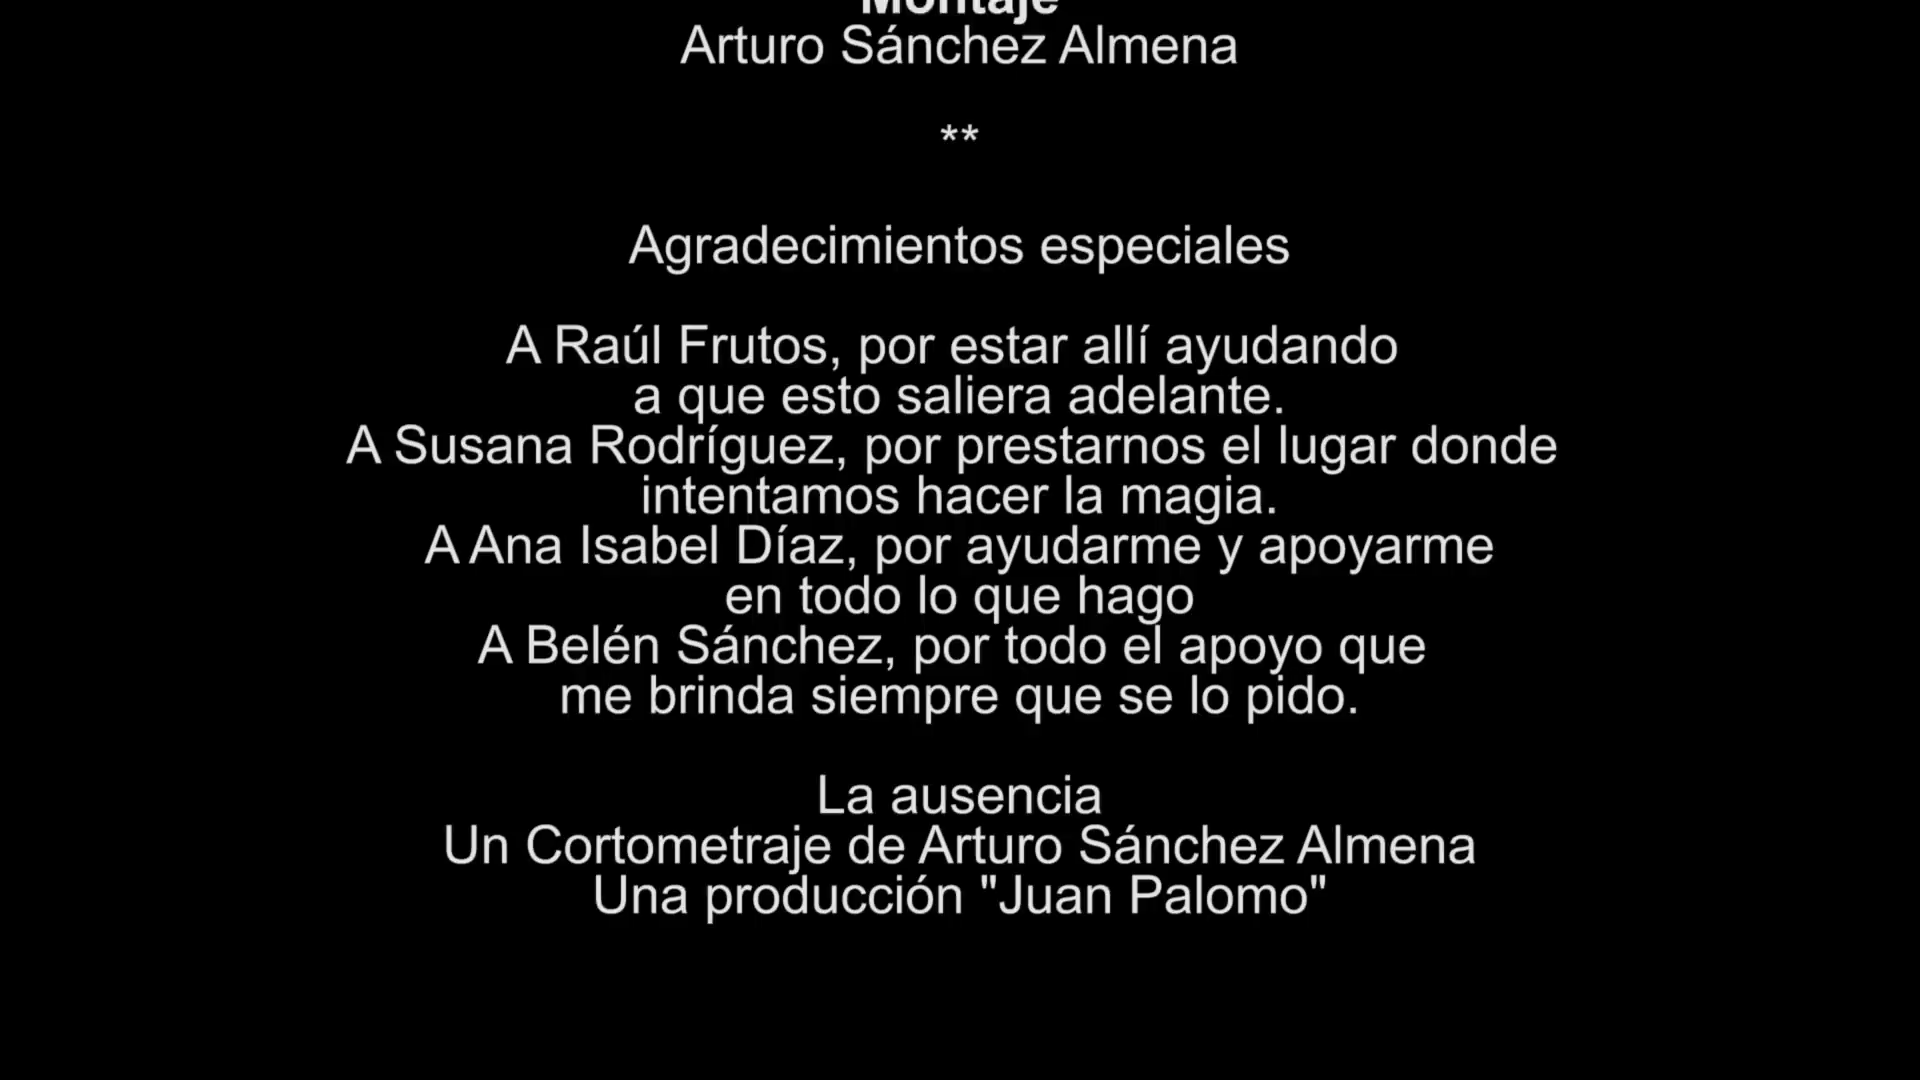 Montaje
Arturo Sánchez Almena
**
Agradecimientos especiales
A Raúl Frutos, por estar allí ayudando
a que esto saliera adelante.
A Susana Rodríguez, por prestarnos el lugar donde
intentamos hacer la magia.
A Ana Isabel Díaz, por ayudarme y apoyarme
en todo lo que hago
A Belén Sánchez, por todo el apoyo que
me brinda siempre que se lo pido.
La ausencia
Un Cortometraje de Arturo Sánchez Almena
Una producción "Juan Palomo"